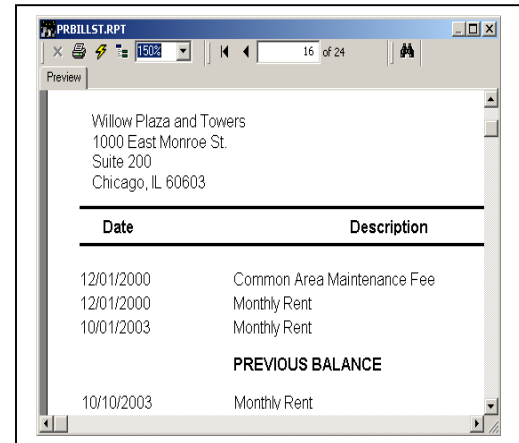 PRBILLST.RPT
150% 16 of 24
Preview
Willow Plaza and Towers
1000 East Monroe St.
Suite 200
Chicago, IL 60603
Date Description
12/01/2000 Common Area Maintenance Fee
12/01/2000 Monthly Rent
10/01/2003 Monthly Rent
PREVIOUS BALANCE
10/10/2003 Monthly Rent